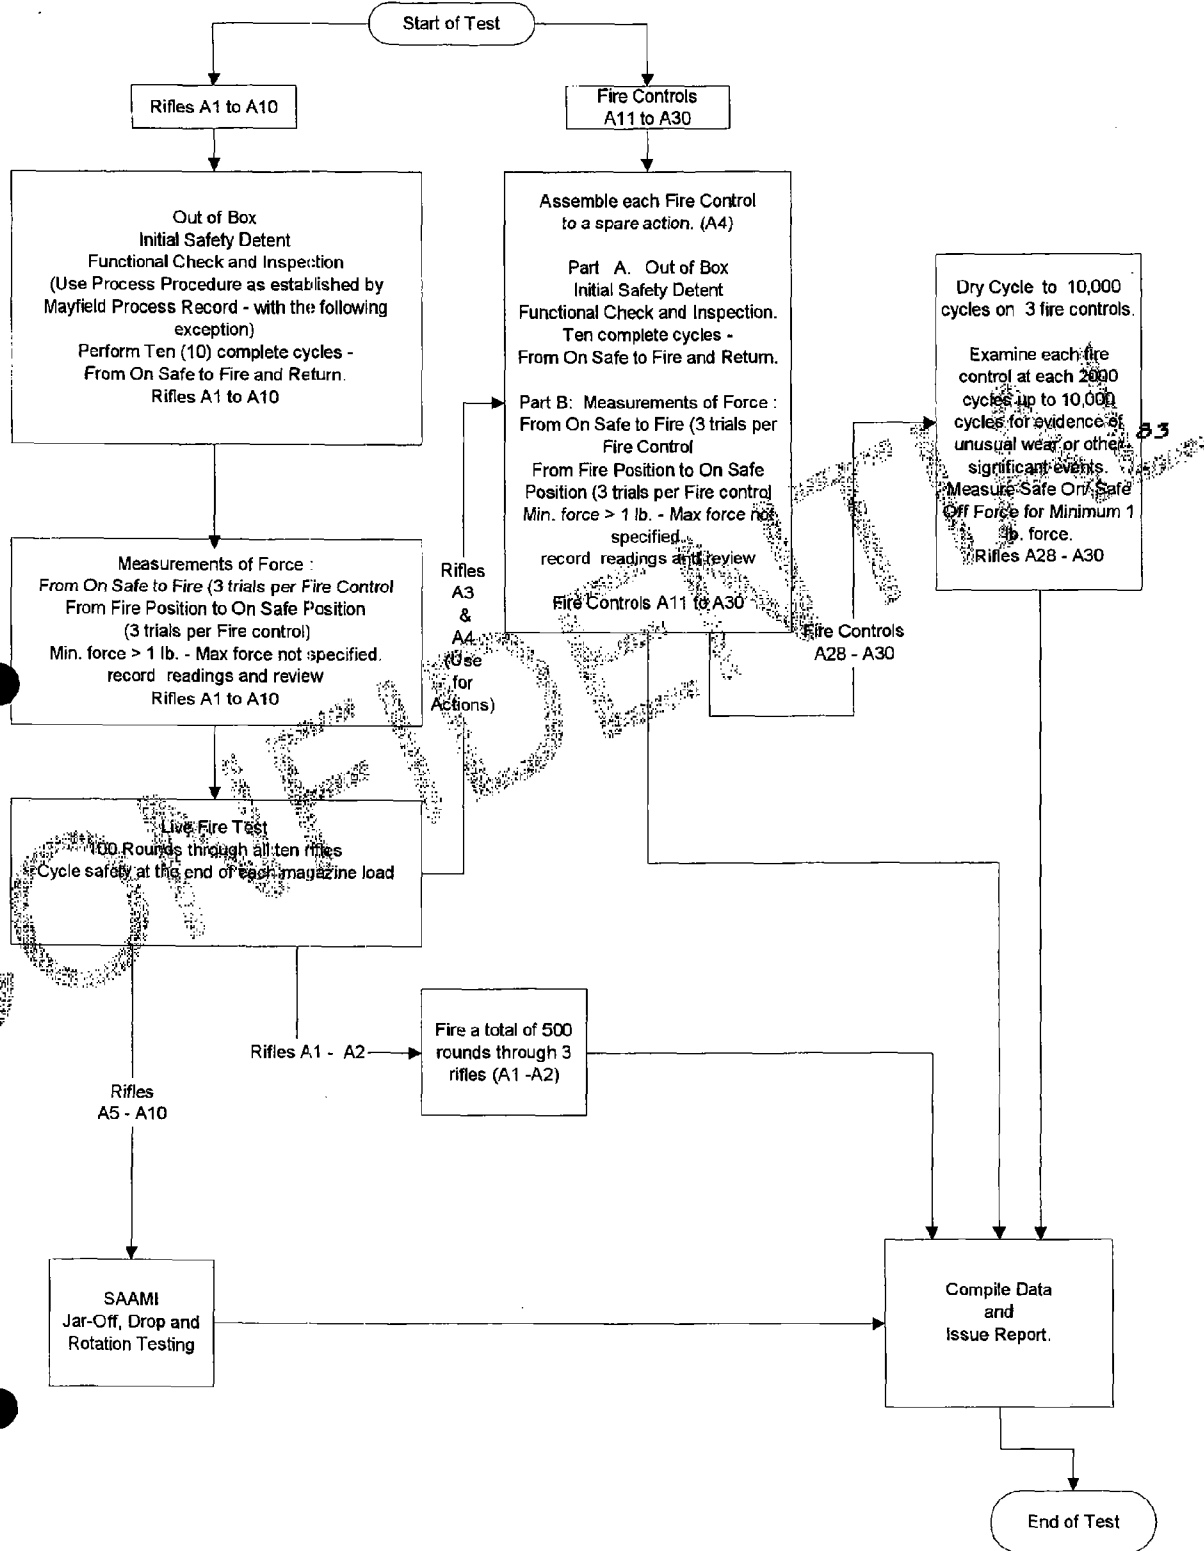 Start of Test
Rifles A1 to A10
Fire Controls
A11 to A30
Out of Box
Initial Safety Detent
Functional Check and Inspection
(Use Process Procedure as established by
Mayfield Process Record - with the following
exception)
Perform Ten (10) complete cycles -
From On Safe to Fire and Return.
Rifles A1 to A10
Assemble each Fire Control
to a spare action. (A4)
Part A. Out of Box
Initial Safety Detent
Functional Check and Inspection.
Ten complete cycles -
From On Safe to Fire and Return.
Part B: Measurements of Force :
From On Safe to Fire (3 trials per
Fire Control
From Fire Position to On Safe
Position (3 trials per Fire control
Min. force > 1 lb. - Max force not
specified.
record readings and review
Fire Controls A11 to A30
Dry Cycle to 10,000
cycles on 3 fire controls.
Examine each fire
control at each 2000
cycles up to 10,000
cycles for evidence of
unusual wear or other
significant events.
Measure Safe On/ Safe
Off Force for Minimum 1
lb. force.
Rifles A28 - A30
83
Measurements of Force :
From On Safe to Fire (3 trials per Fire Control
From Fire Position to On Safe Position
(3 trials per Fire control)
Min. force > 1 lb. - Max force not specified.
record readings and review
Rifles A1 to A10
Rifles
A3
&
A4
(Use
for
Actions)
Fire Controls
A28 - A30
Live Fire Test
100 Rounds through all ten rifles
Cycle safety at the end of each magazine load
Rifles A1 - A2
Fire a total of 500
rounds through 3
rifles (A1 -A2)
Rifles
A5 - A10
SAAMI
Jar-Off, Drop and
Rotation Testing
Compile Data
and
Issue Report.
End of Test